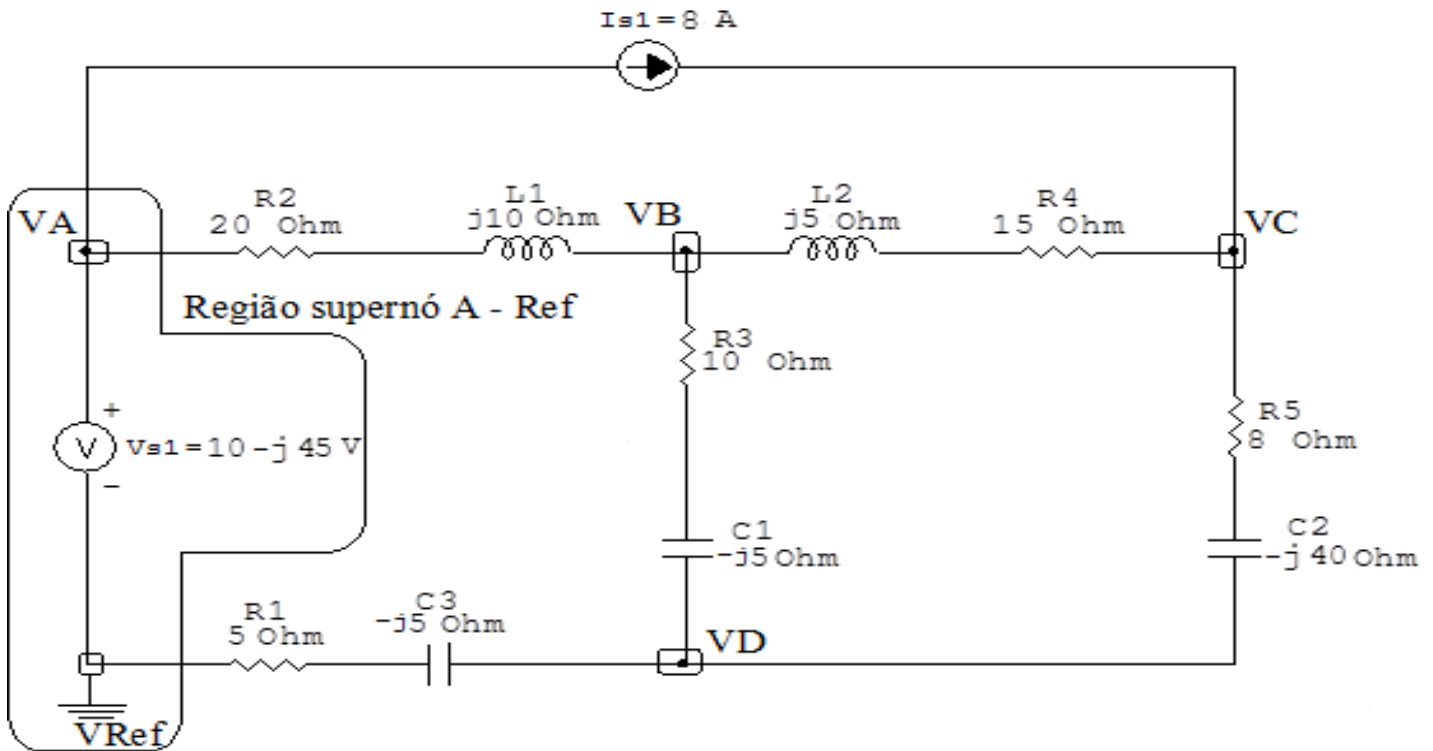 Is1=8 A
R2
20 Ohm
L1
j10 Ohm
VB
L2
j5 Ohm
R4
15 Ohm
VA
VC
Região supernó A - Ref
R3
10 Ohm
+
V
Vs1=10-j 45 V
-
R5
8 Ohm
C1
-j5 Ohm
C2
-j 40 Ohm
R1
5 Ohm
C3
-j5 Ohm
VD
VRef